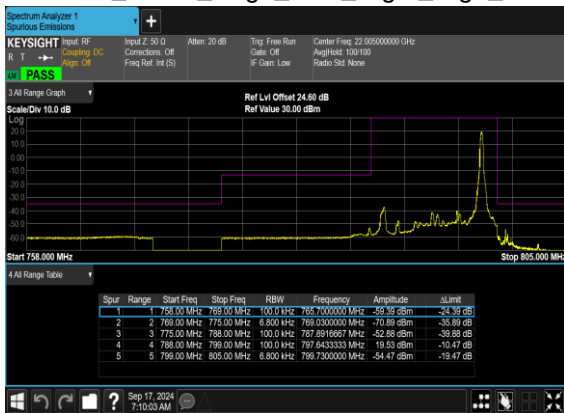 Spectrum Analyzer 1
Spurious Emissions
KEYSIGHT Input: RF Input Z: 50 Ω Atten: 20 dB Trig: Free Run Center Freq: 22.005000000 GHz
R T Coupling: DC Corrections: Off Gate: Off Avg|Hold: 100/100
Align: Off Freq Ref: Int (S) IF Gain: Low Radio Std: None
PASS
3 All Range Graph
Ref Lvl Offset 24.60 dB
Scale/Div 10.0 dB Ref Value 30.00 dBm
Log
20.0
10.0
0.00
-10.0
-20.0
-30.0
-40.0
-50.0
-60.0
Start 758.000 MHz Stop 805.000 MHz
4 All Range Table
Spur Range Start Freq Stop Freq RBW Frequency Amplitude ΔLimit
1 1 758.00 MHz 769.00 MHz 100.0 kHz 765.7000000 MHz -59.39 dBm -24.39 dB
2 2 769.00 MHz 775.00 MHz 6.800 kHz 769.0300000 MHz -70.89 dBm -35.89 dB
3 3 775.00 MHz 788.00 MHz 100.0 kHz 787.8916667 MHz -52.88 dBm -39.88 dB
4 4 788.00 MHz 799.00 MHz 100.0 kHz 797.6433333 MHz 19.53 dBm -10.47 dB
5 5 799.00 MHz 805.00 MHz 6.800 kHz 799.7300000 MHz -54.47 dBm -19.47 dB
Sep 17, 2024
7:10:03 AM